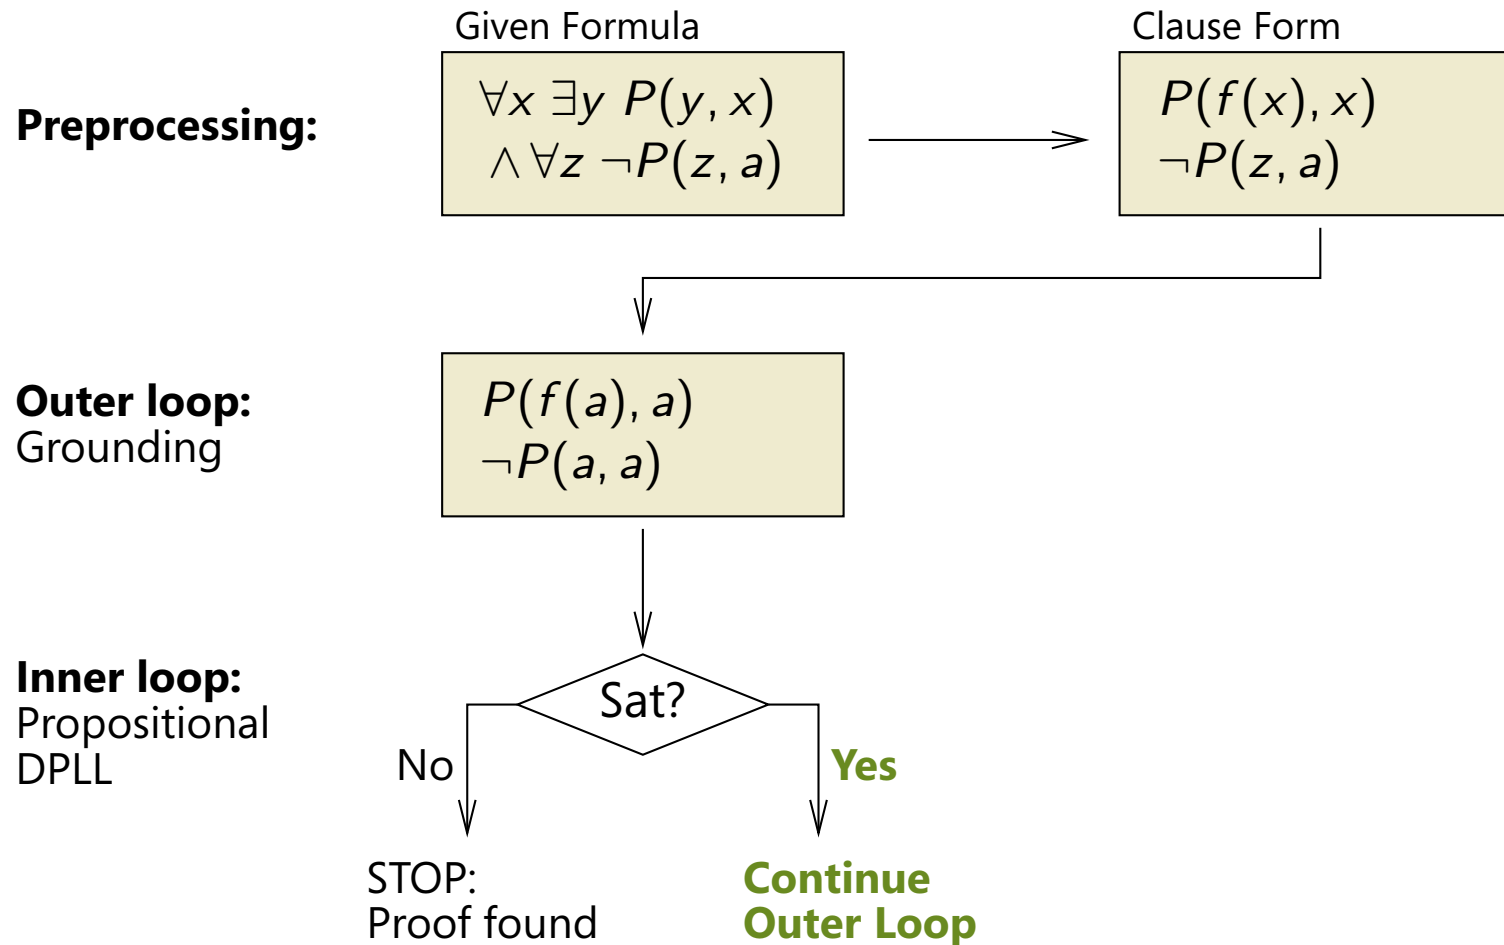 Given Formula
Clause Form
Preprocessing:
∀x ∃y P(y, x)
∧ ∀z ¬P(z, a)
P(f(x), x)
¬P(z, a)
Outer loop:
Grounding
P(f(a), a)
¬P(a, a)
Inner loop:
Propositional
DPLL
Sat?
No
Yes
STOP:
Proof found
Continue
Outer Loop